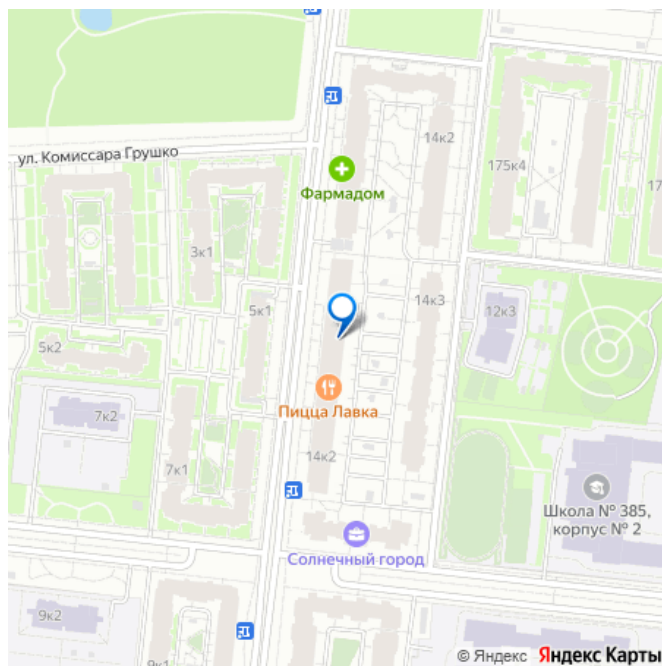 ул. Комиссара Грушко
14к2
175к4
Фармадом
3к1
5к1
14к3
12к3
5к2
Пицца Лавка
7к2
14к2
7к1
Школа № 385,
корпус № 2
Солнечный город
9к2
9к1
© Яндекс Яндекс Карты